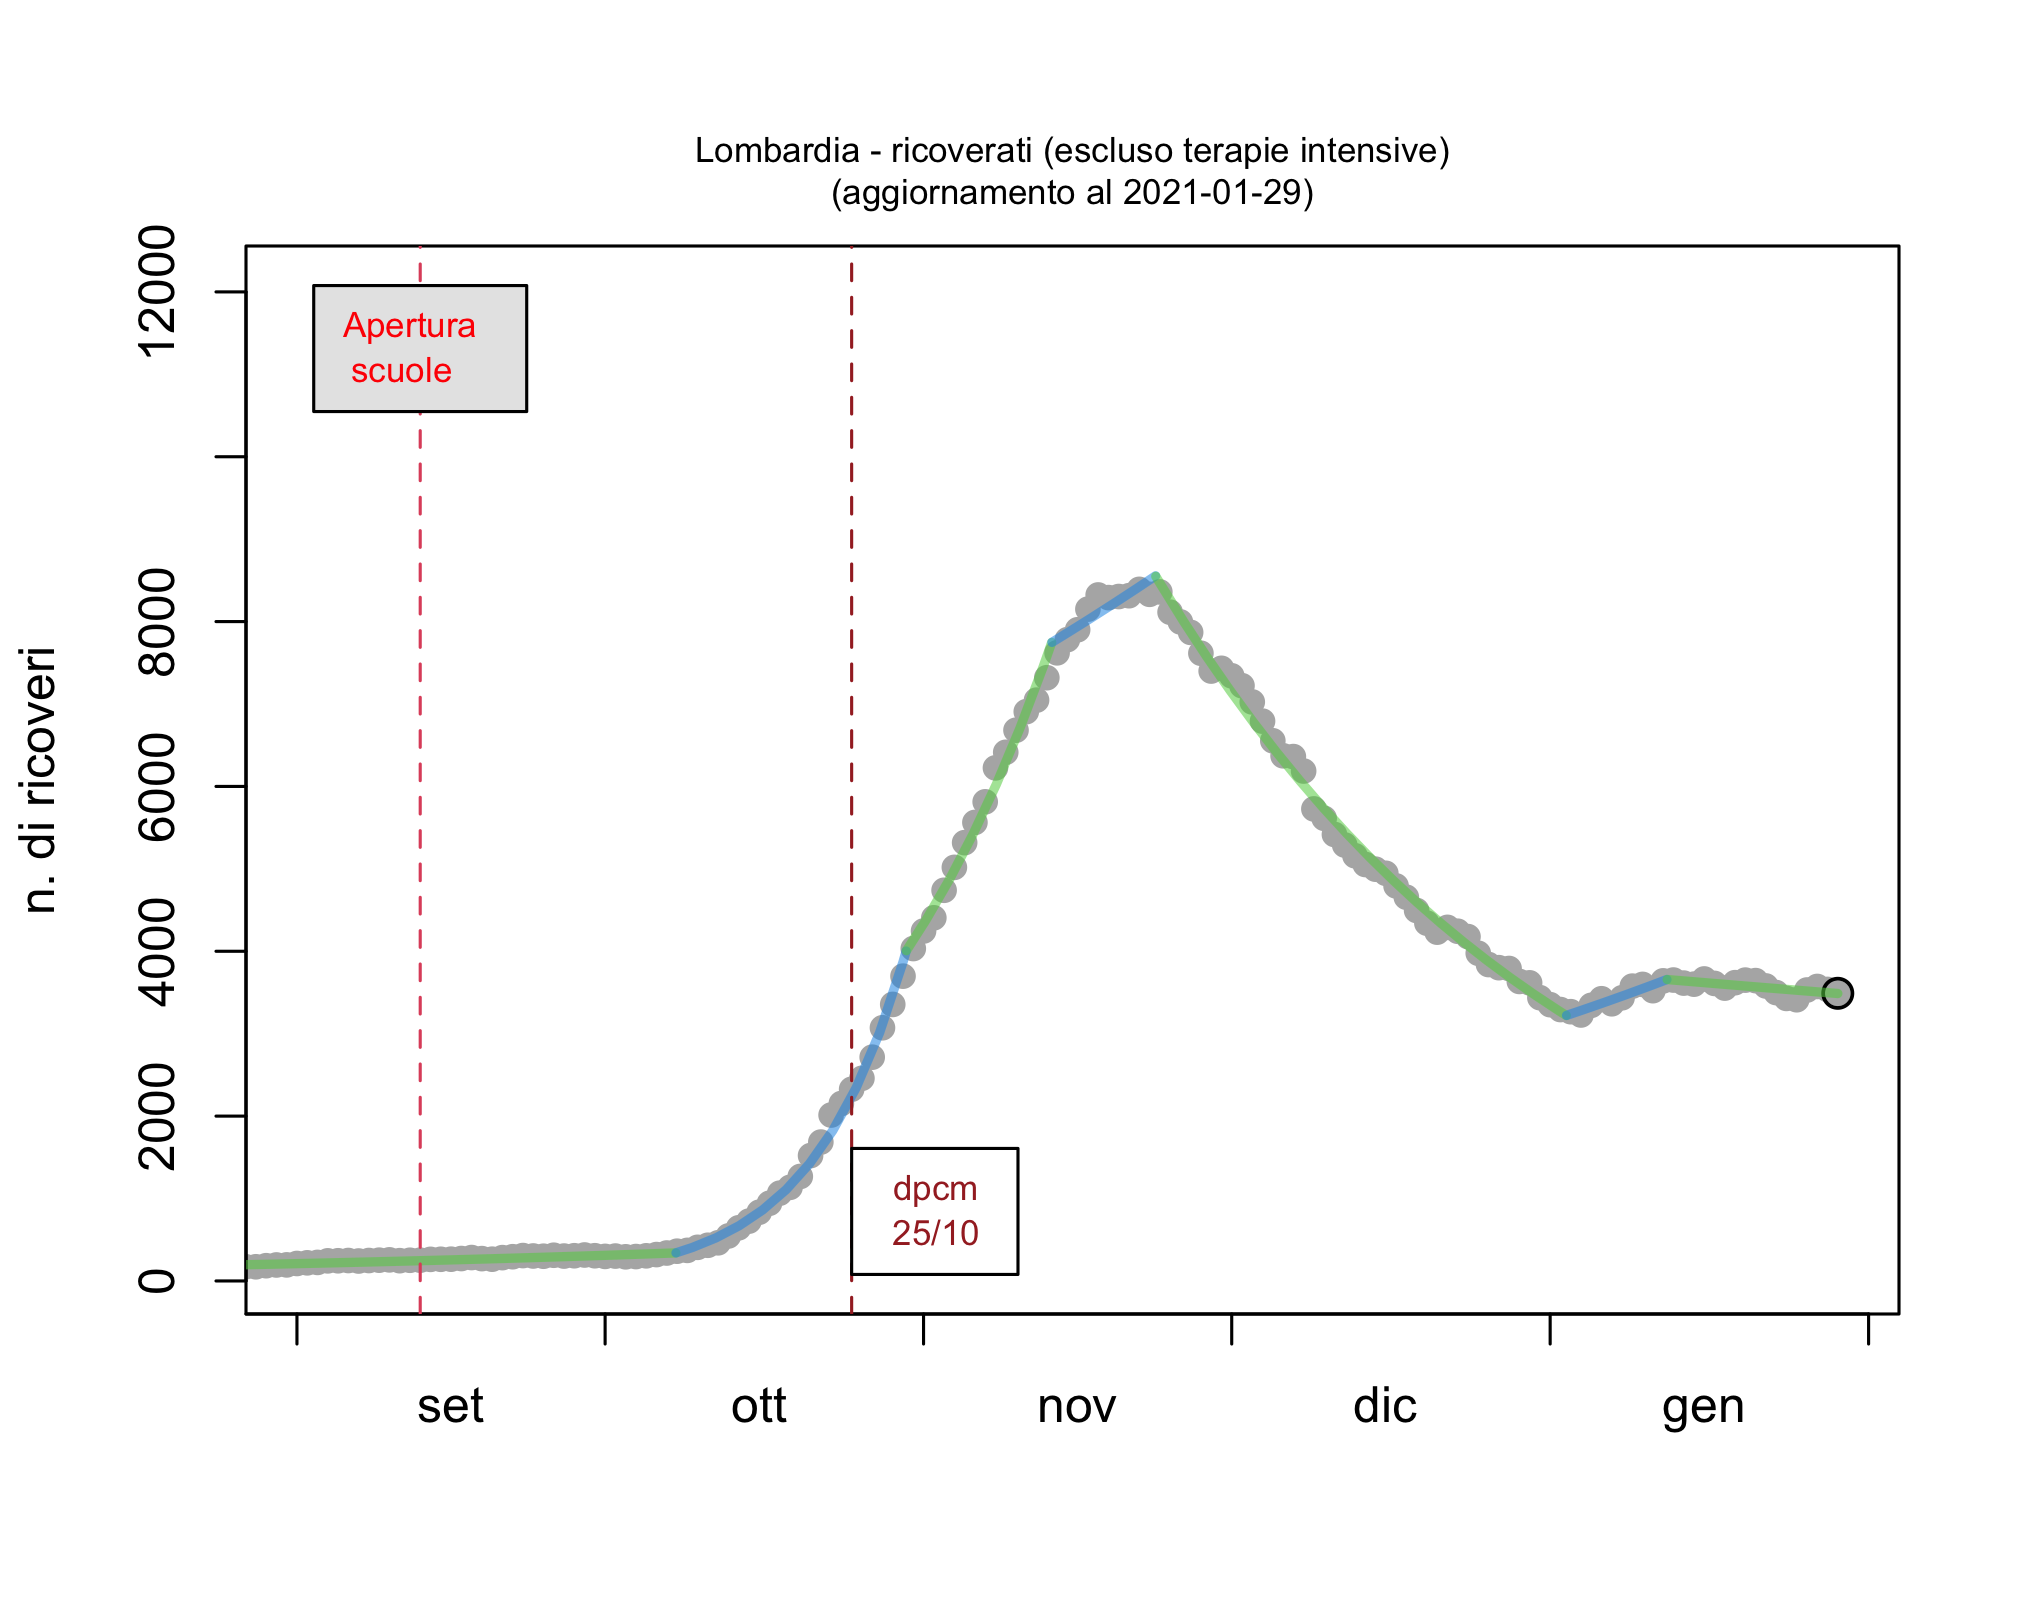 Lombardia - ricoverati (escluso terapie intensive)
(aggiornamento al 2021-01-29)
n. di ricoveri
12000
8000
6000
4000
2000
0
Apertura
scuole
dpcm
25/10
set
ott
nov
dic
gen